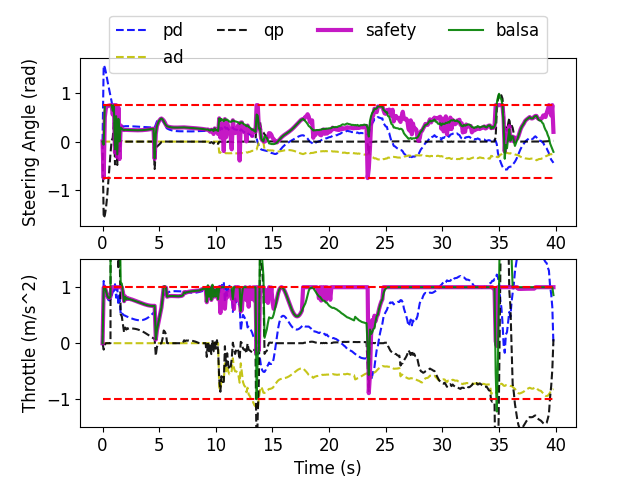 pd qp safety balsa
ad
Steering Angle (rad)
1
0
−1
0 5 10 15 20 25 30 35 40
Throttle (m/s^2)
1
0
−1
0 5 10 15 20 25 30 35 40
Time (s)